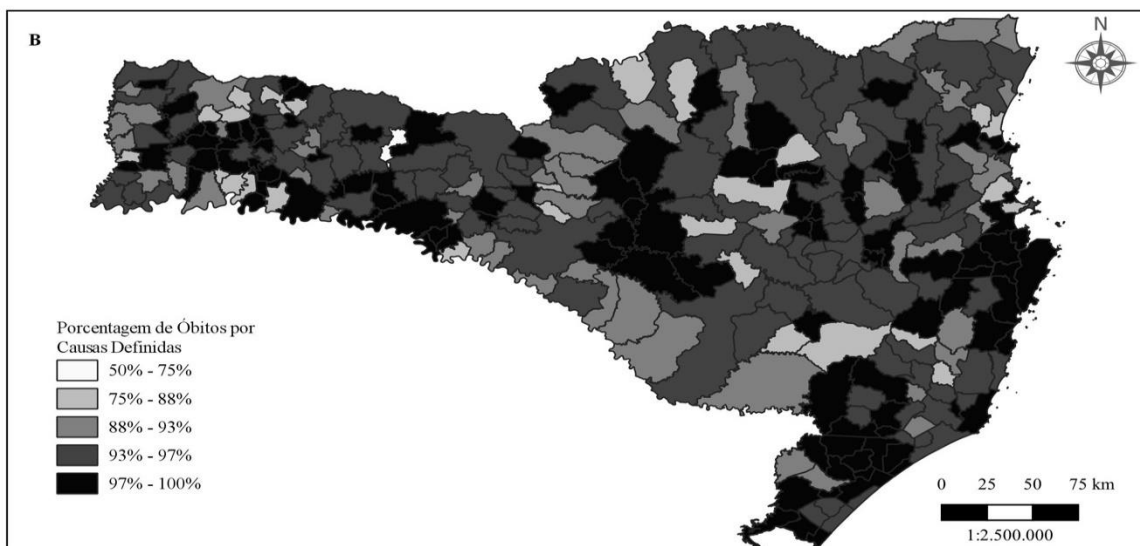 B
N
Porcentagem de Óbitos por
Causas Definidas
50% - 75%
75% - 88%
88% - 93%
93% - 97%
97% - 100%
0 25 50 75 km
1:2.500.000